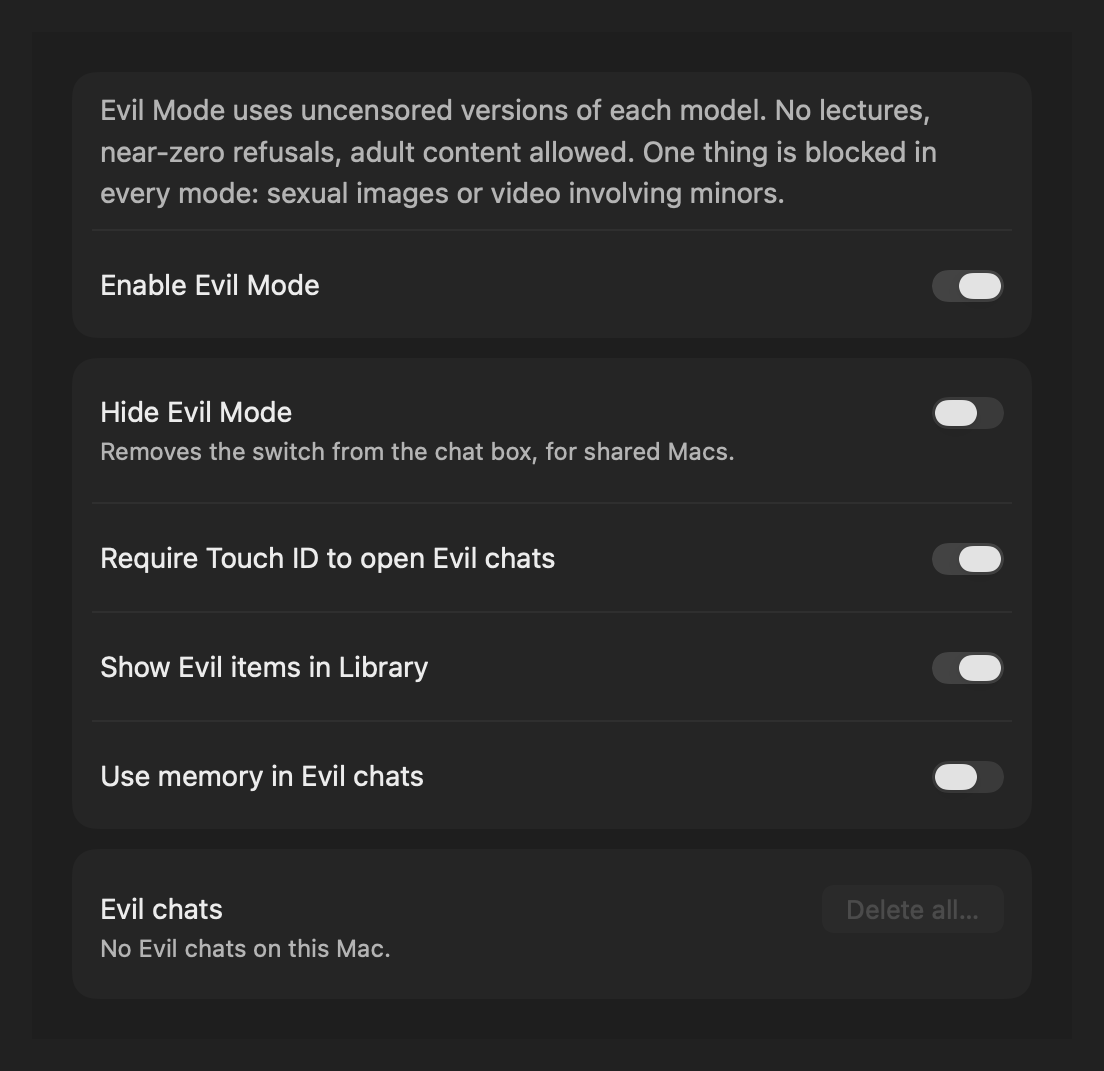 Evil Mode uses uncensored versions of each model. No lectures,
near-zero refusals, adult content allowed. One thing is blocked in
every mode: sexual images or video involving minors.
Enable Evil Mode
Hide Evil Mode
Removes the switch from the chat box, for shared Macs.
Require Touch ID to open Evil chats
Show Evil items in Library
Use memory in Evil chats
Evil chats
Delete all...
No Evil chats on this Mac.